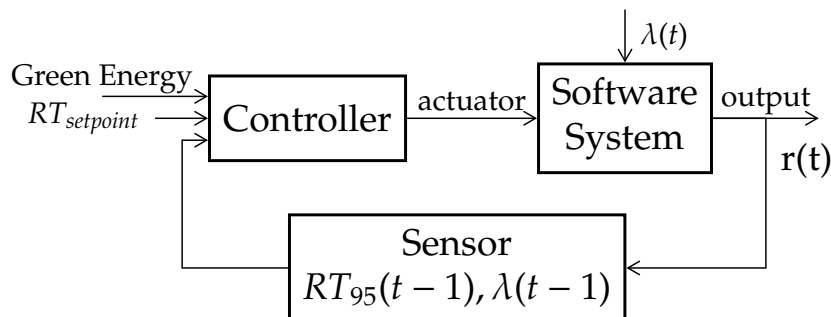 λ(t)
Green Energy
RT_setpoint
Controller
actuator
Software
System
output
r(t)
Sensor
RT_95(t − 1), λ(t − 1)